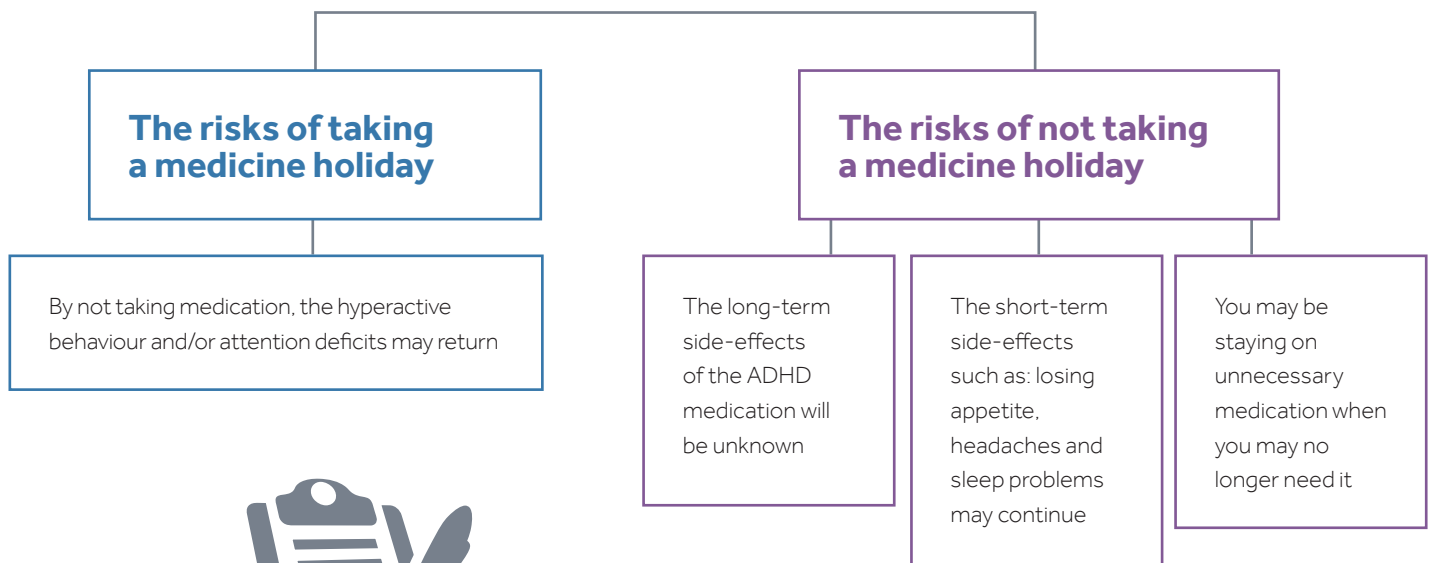 The risks of taking
a medicine holiday
By not taking medication, the hyperactive
behaviour and/or attention deficits may return
The risks of not taking
a medicine holiday
The long-term
side-effects
of the ADHD
medication will
be unknown
The short-term
side-effects
such as: losing
appetite,
headaches and
sleep problems
may continue
You may be
staying on
unnecessary
medication when
you may no
longer need it